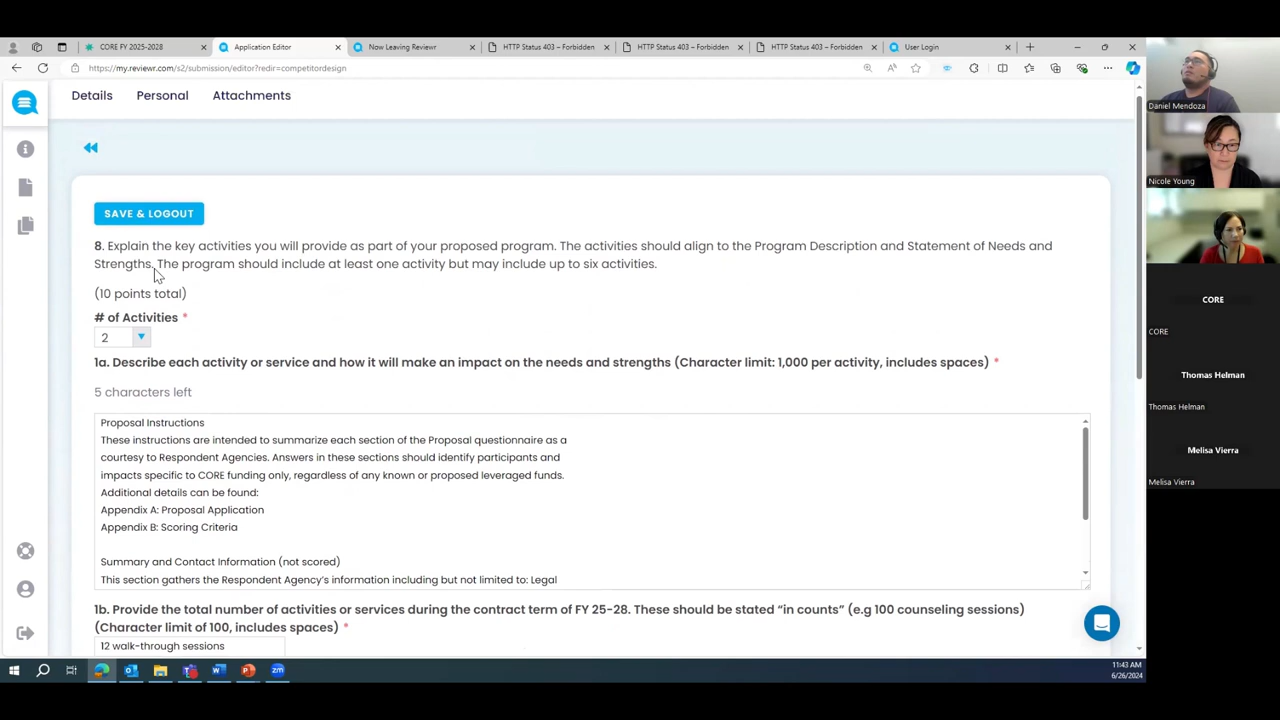 CORE FY 2025-2028
Application Editor
Now Leaving Reviewr
HTTP Status 403 – Forbidden
HTTP Status 403 – Forbidden
HTTP Status 403 – Forbidden
User Login
https://my.reviewr.com/s2/submission/editor?redir=competitordesign
Details
Personal
Attachments
SAVE & LOGOUT
8. Explain the key activities you will provide as part of your proposed program. The activities should align to the Program Description and Statement of Needs and
Strengths. The program should include at least one activity but may include up to six activities.
(10 points total)
# of Activities *
2
1a. Describe each activity or service and how it will make an impact on the needs and strengths (Character limit: 1,000 per activity, includes spaces) *
5 characters left
Proposal Instructions
These instructions are intended to summarize each section of the Proposal questionnaire as a
courtesy to Respondent Agencies. Answers in these sections should identify participants and
impacts specific to CORE funding only, regardless of any known or proposed leveraged funds.
Additional details can be found:
Appendix A: Proposal Application
Appendix B: Scoring Criteria
Summary and Contact Information (not scored)
This section gathers the Respondent Agency's information including but not limited to: Legal
1b. Provide the total number of activities or services during the contract term of FY 25-28. These should be stated “in counts” (e.g 100 counseling sessions)
(Character limit of 100, includes spaces) *
12 walk-through sessions
11:43 AM
6/26/2024
Daniel Mendoza
Nicole Young
CORE
CORE
Thomas Helman
Thomas Helman
Melisa Vierra
Melisa Vierra